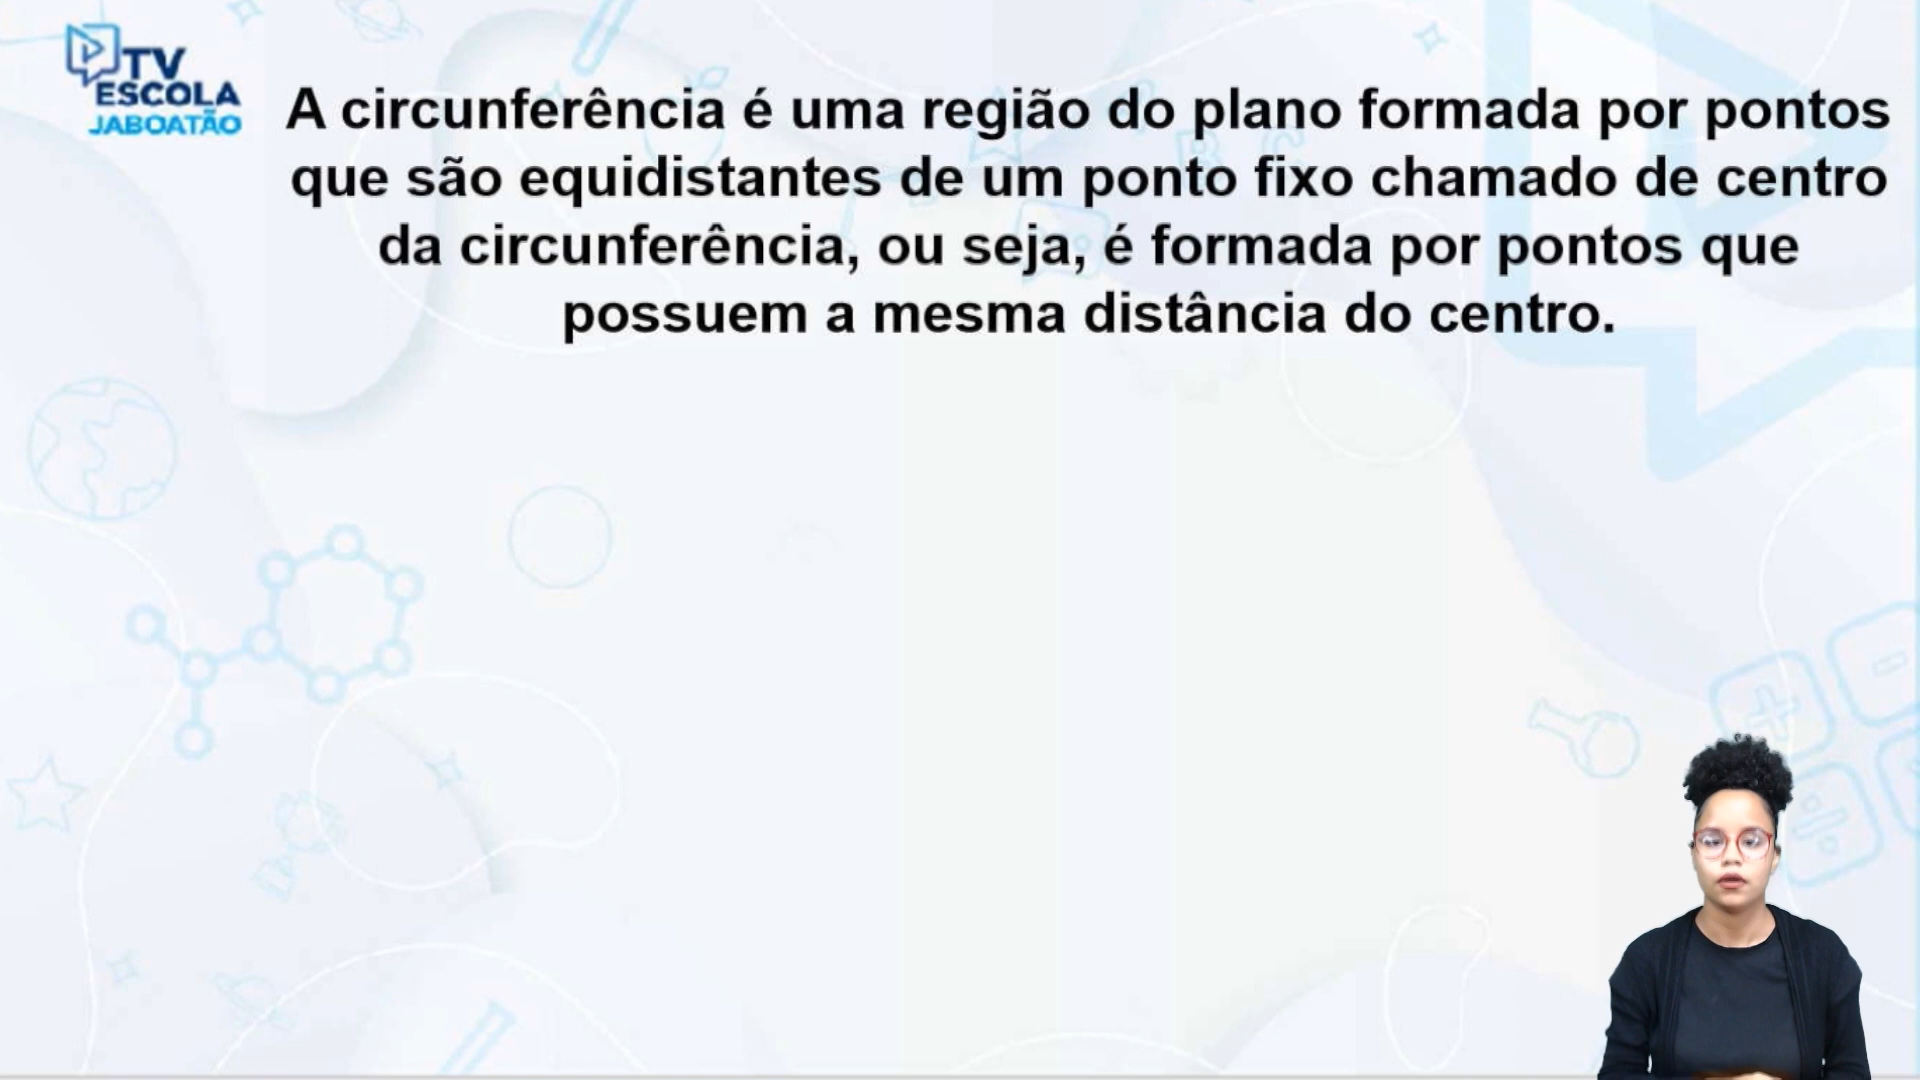 TV
ESCOLA
JABOATÃO
A circunferência é uma região do plano formada por pontos
que são equidistantes de um ponto fixo chamado de centro
da circunferência, ou seja, é formada por pontos que
possuem a mesma distância do centro.